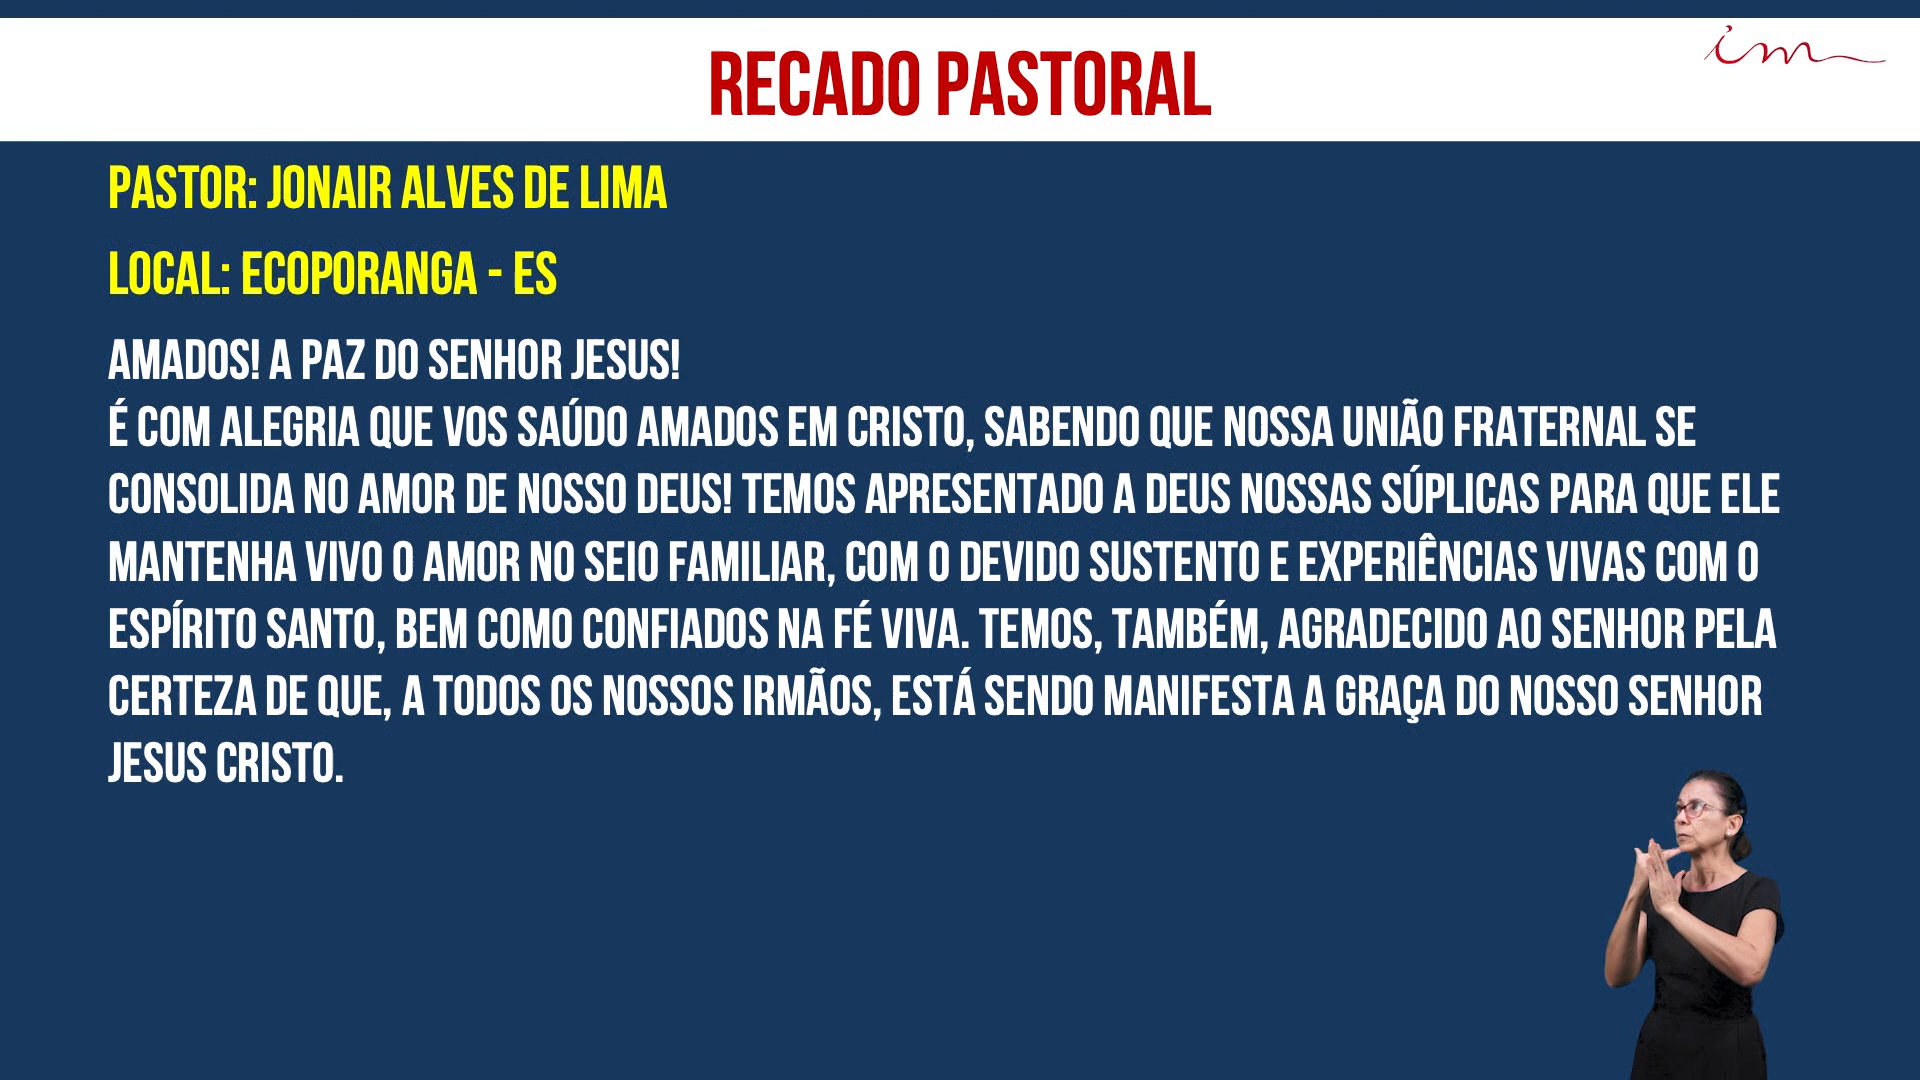 im
RECADO PASTORAL
PASTOR: JONAIR ALVES DE LIMA
LOCAL: ECOPORANGA - ES
AMADOS! A PAZ DO SENHOR JESUS!
É COM ALEGRIA QUE VOS SAÚDO AMADOS EM CRISTO, SABENDO QUE NOSSA UNIÃO FRATERNAL SE
CONSOLIDA NO AMOR DE NOSSO DEUS! TEMOS APRESENTADO A DEUS NOSSAS SÚPLICAS PARA QUE ELE
MANTENHA VIVO O AMOR NO SEIO FAMILIAR, COM O DEVIDO SUSTENTO E EXPERIÊNCIAS VIVAS COM O
ESPÍRITO SANTO, BEM COMO CONFIADOS NA FÉ VIVA. TEMOS, TAMBÉM, AGRADECIDO AO SENHOR PELA
CERTEZA DE QUE, A TODOS OS NOSSOS IRMÃOS, ESTÁ SENDO MANIFESTA A GRAÇA DO NOSSO SENHOR
JESUS CRISTO.